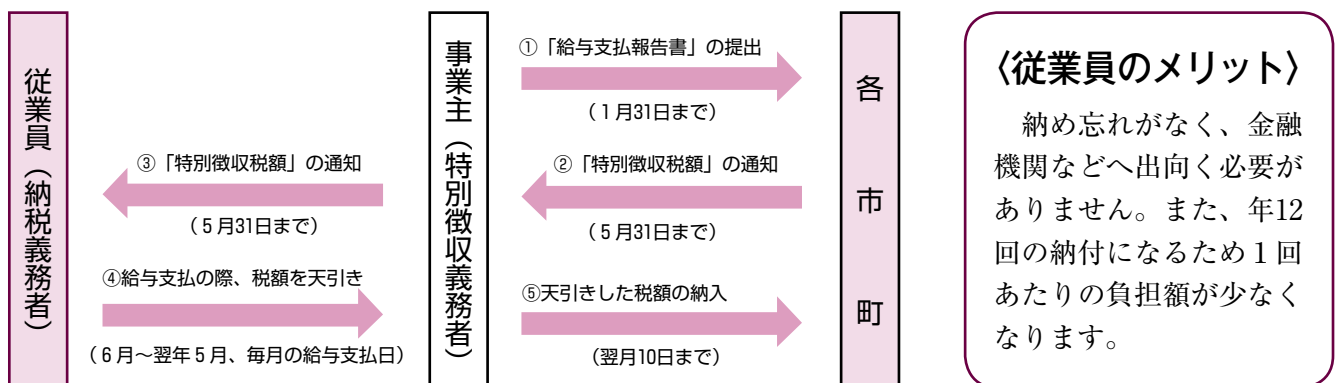 従業員（納税義務者）
③「特別徴収税額」の通知
（5月31日まで）
④給与支払の際、税額を天引き
（6月～翌年5月、毎月の給与支払日）
事業主（特別徴収義務者）
①「給与支払報告書」の提出
（1月31日まで）
②「特別徴収税額」の通知
（5月31日まで）
⑤天引きした税額の納入
（翌月10日まで）
各市町
〈従業員のメリット〉
納め忘れがなく、金融
機関などへ出向く必要が
ありません。また、年12
回の納付になるため１回
あたりの負担額が少なく
なります。